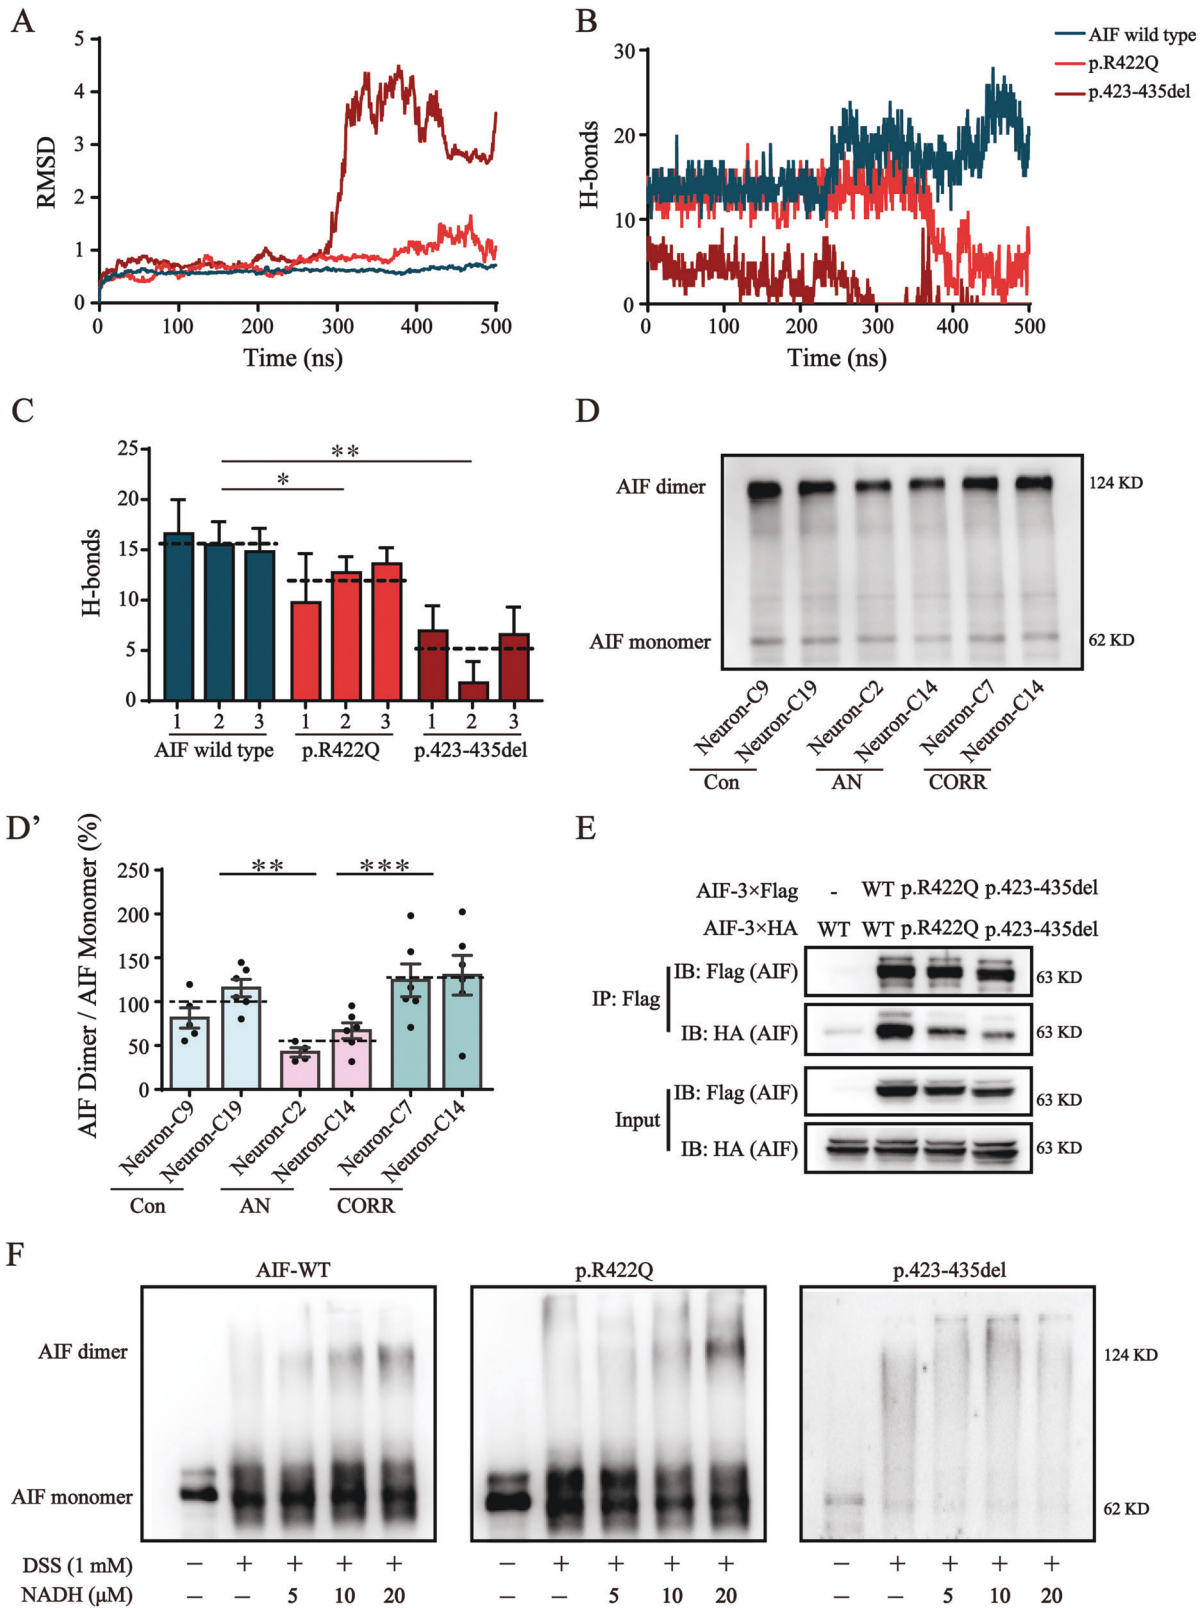 A
RMSD
5
4
3
2
1
0
0 100 200 300 400 500
Time (ns)
B
H-bonds
30
20
10
0
0 100 200 300 400 500
Time (ns)
AIF wild type
p.R422Q
p.423-435del
C
H-bonds
25
20
15
10
5
0
**
*
1 2 3 1 2 3 1 2 3
AIF wild type p.R422Q p.423-435del
D
AIF dimer 124 KD
AIF monomer 62 KD
Neuron-C9 Neuron-C19 Neuron-C2 Neuron-C14 Neuron-C7 Neuron-C14
Con AN CORR
D’
AIF Dimer / AIF Monomer (%)
250
200
150
100
50
0
** ***
Neuron-C9 Neuron-C19 Neuron-C2 Neuron-C14 Neuron-C7 Neuron-C14
Con AN CORR
E
AIF-3×Flag - WT p.R422Q p.423-435del
AIF-3×HA WT WT p.R422Q p.423-435del
IP: Flag
IB: Flag (AIF) 63 KD
IB: HA (AIF) 63 KD
Input
IB: Flag (AIF) 63 KD
IB: HA (AIF) 63 KD
F
AIF-WT p.R422Q p.423-435del
AIF dimer 124 KD
AIF monomer 62 KD
DSS (1 mM) − + + + + − + + + + − + + + +
NADH (μM) − − 5 10 20 − − 5 10 20 − − 5 10 20